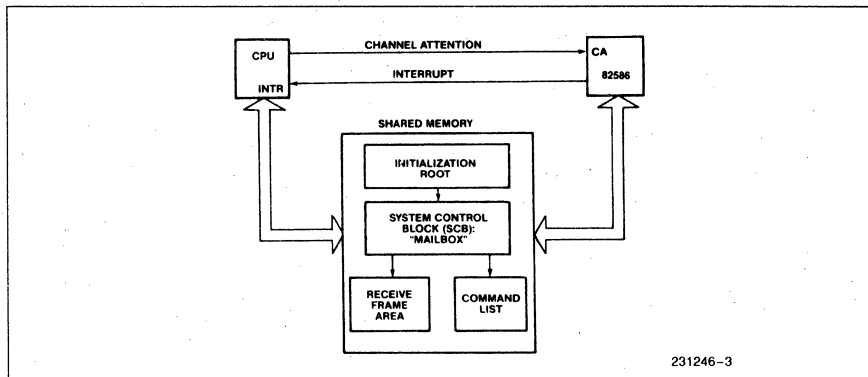 CHANNEL ATTENTION
CPU
CA
82586
INTERRUPT
INTR
SHARED MEMORY
INITIALIZATION
ROOT
SYSTEM CONTROL
BLOCK (SCB):
"MAILBOX"
RECEIVE
FRAME
AREA
COMMAND
LIST
231246-3